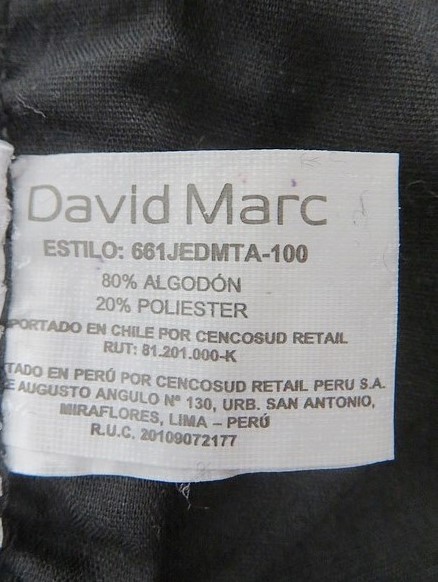 David Marc
ESTILO: 661JEDMTA-100
80% ALGODÓN
20% POLIESTER
PORTADO EN CHILE POR CENCOSUD RETAIL
RUT: 81.201.000-K
TADO EN PERÚ POR CENCOSUD RETAIL PERU S.A.
E AUGUSTO ANGULO Nº 130, URB. SAN ANTONIO,
MIRAFLORES, LIMA – PERÚ
R.U.C. 20109072177